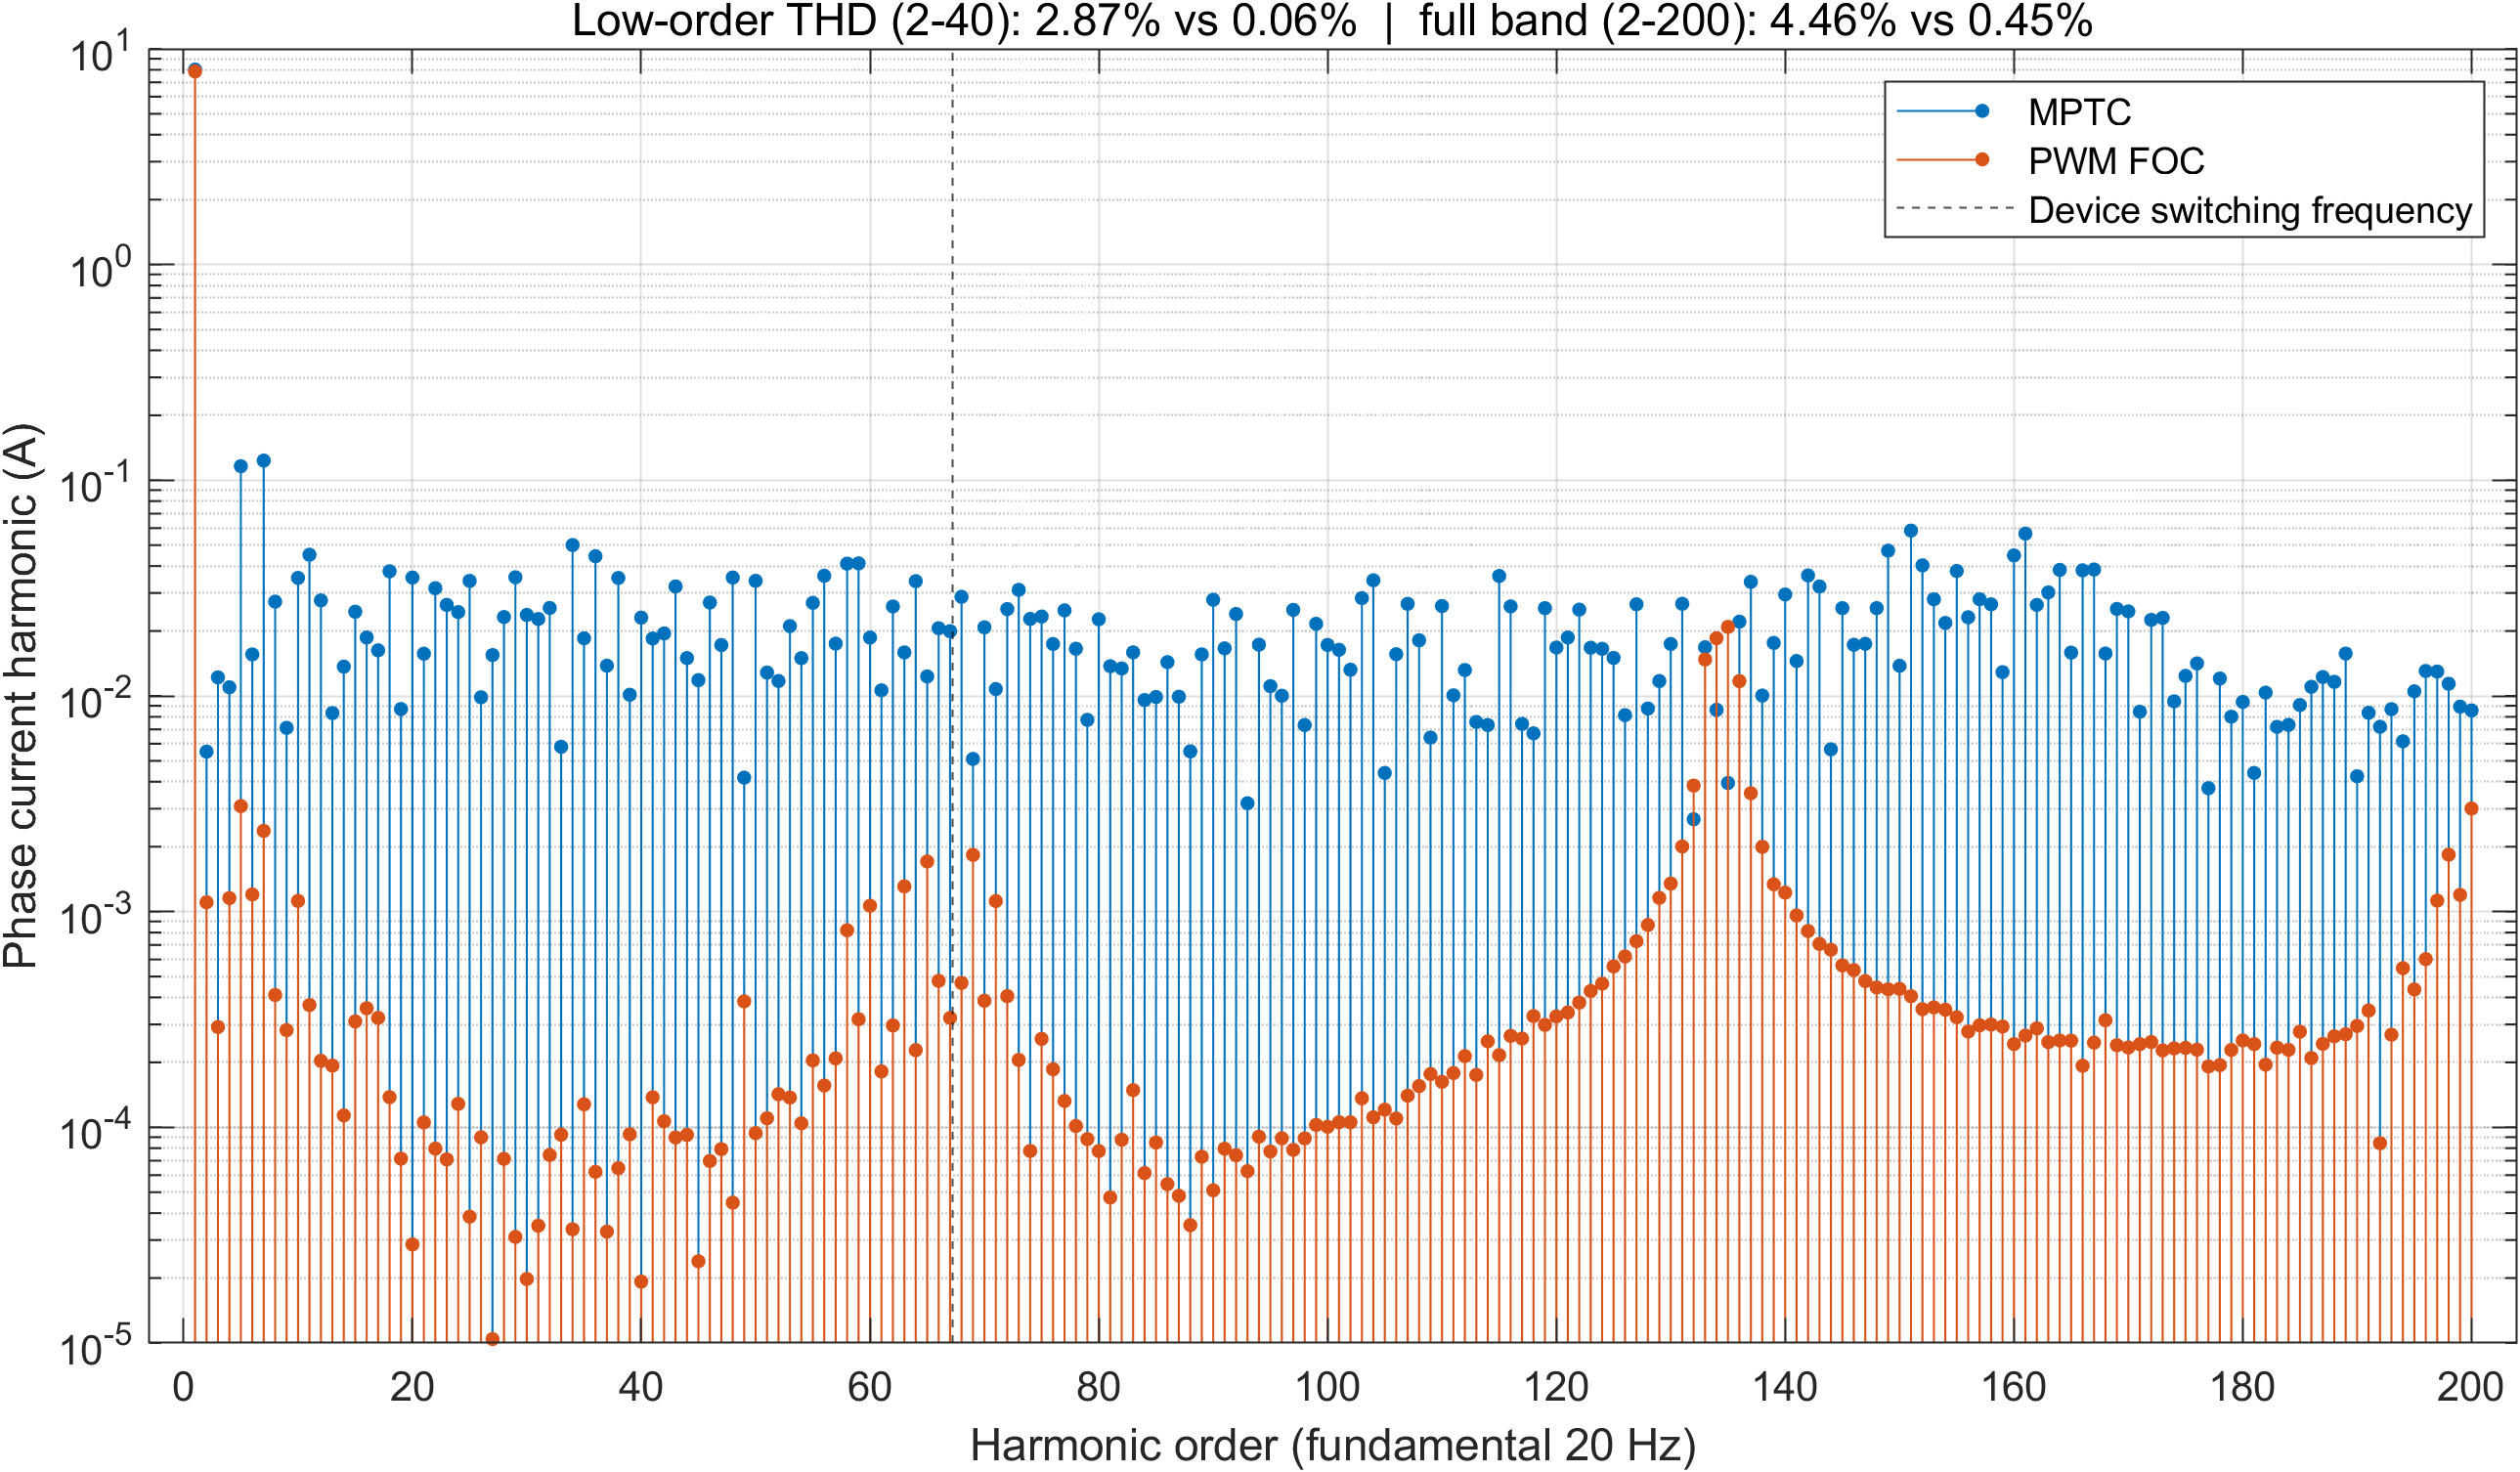 Low-order THD (2-40): 2.87% vs 0.06% | full band (2-200): 4.46% vs 0.45%
MPTC
PWM FOC
Device switching frequency
Phase current harmonic (A)
10^1
10^0
10^-1
10^-2
10^-3
10^-4
10^-5
0 20 40 60 80 100 120 140 160 180 200
Harmonic order (fundamental 20 Hz)